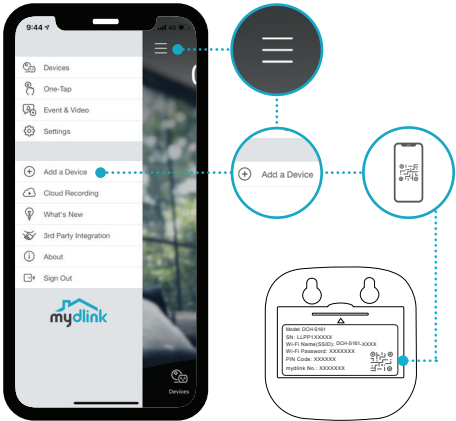 9:44
4G
Devices
One-Tap
Event & Video
Settings
Add a Device
Cloud Recording
What's New
3rd Party Integration
About
Sign Out
mydlink
Devices
Add a Device
Model: DCH-S161
SN: LLPP1XXXXX
Wi-Fi Name(SSID): DCH-S161-XXXX
Wi-Fi Password: XXXXXXX
PIN Code: XXXXXX
mydlink No.: XXXXXXX